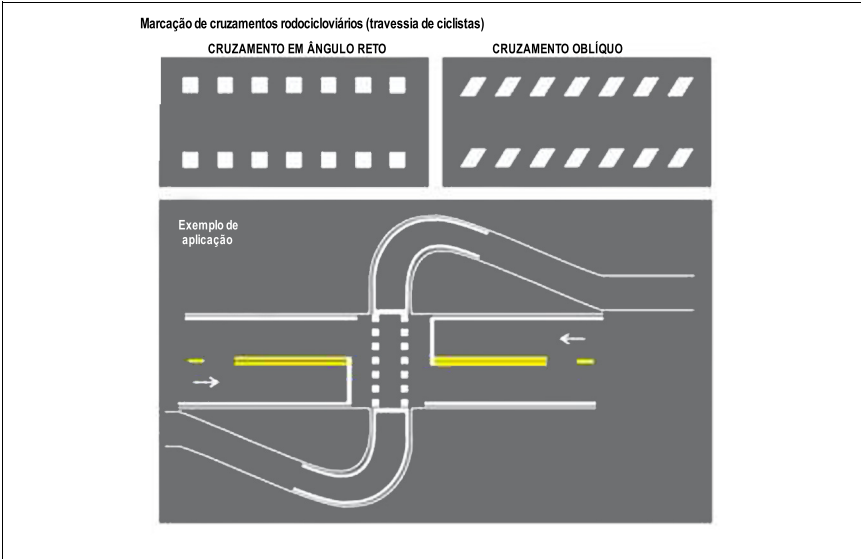 Marcação de cruzamentos rodocicloviários (travessia de ciclistas)
CRUZAMENTO EM ÂNGULO RETO
CRUZAMENTO OBLÍQUO
Exemplo de
aplicação